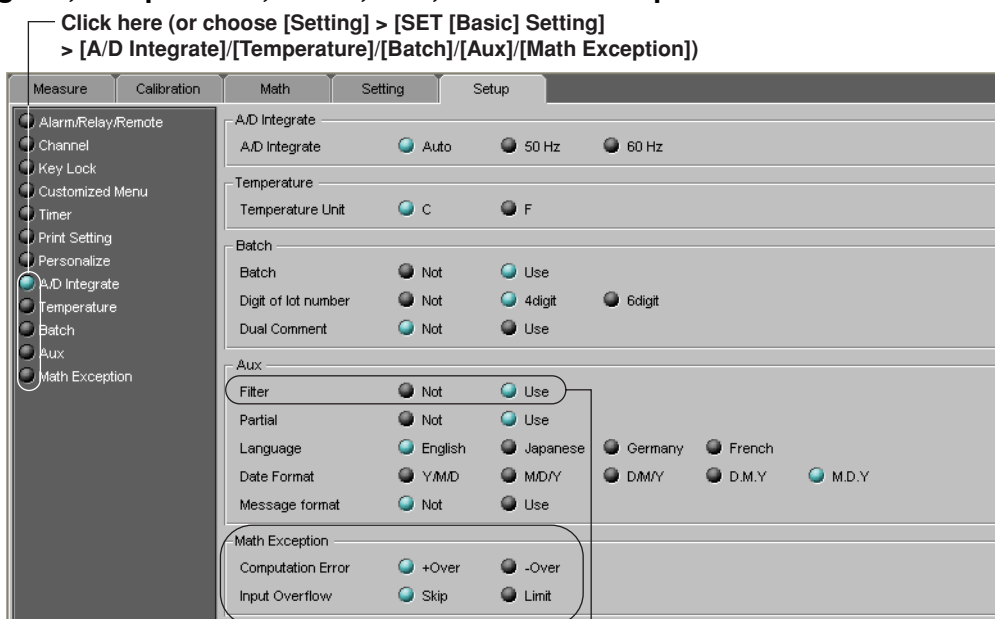 Click here (or choose [Setting] > [SET [Basic] Setting]
> [A/D Integrate]/[Temperature]/[Batch]/[Aux]/[Math Exception])
Measure Calibration Math Setting Setup
Alarm/Relay/Remote
Channel
Key Lock
Customized Menu
Timer
Print Setting
Personalize
A/D Integrate
Temperature
Batch
Aux
Math Exception
A/D Integrate
A/D Integrate Auto 50 Hz 60 Hz
Temperature
Temperature Unit C F
Batch
Batch Not Use
Digit of lot number Not 4digit 6digit
Dual Comment Not Use
Aux
Filter Not Use
Partial Not Use
Language English Japanese Germany French
Date Format Y/M/D M/D/Y D/M/Y D.M.Y M.D.Y
Message format Not Use
Math Exception
Computation Error +Over -Over
Input Overflow Skip Limit